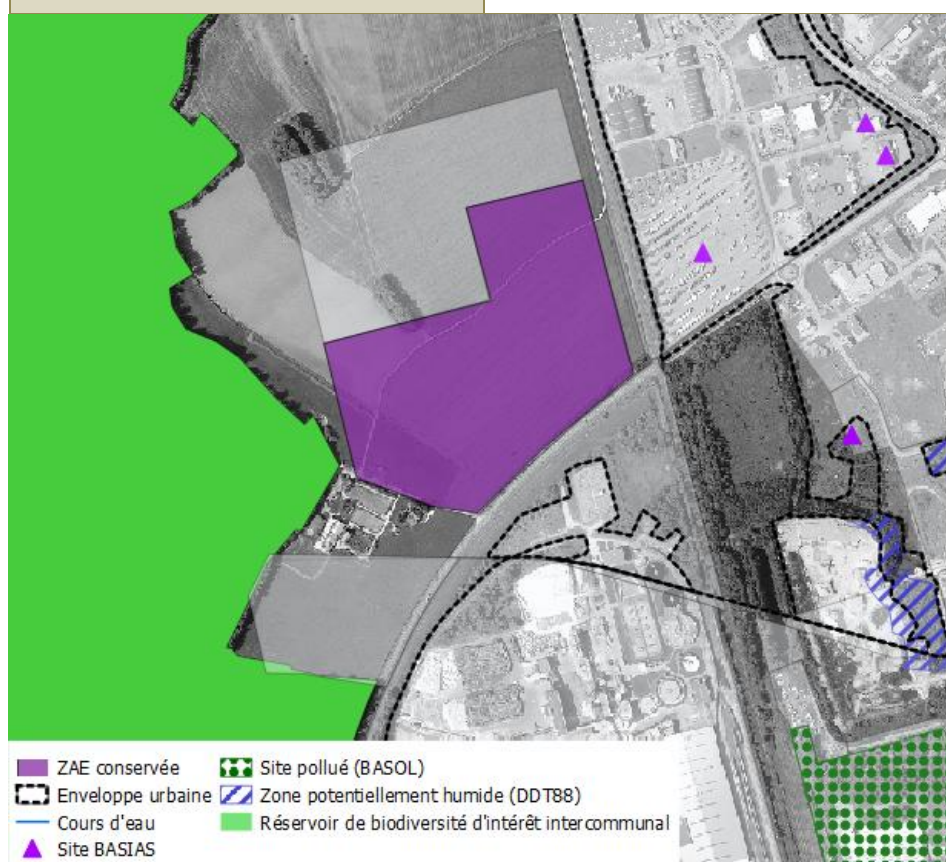 ZAE conservée
Enveloppe urbaine
Cours d'eau
Site BASIAS
Site pollué (BASOL)
Zone potentiellement humide (DDT88)
Réservoir de biodiversité d'intérêt intercommunal